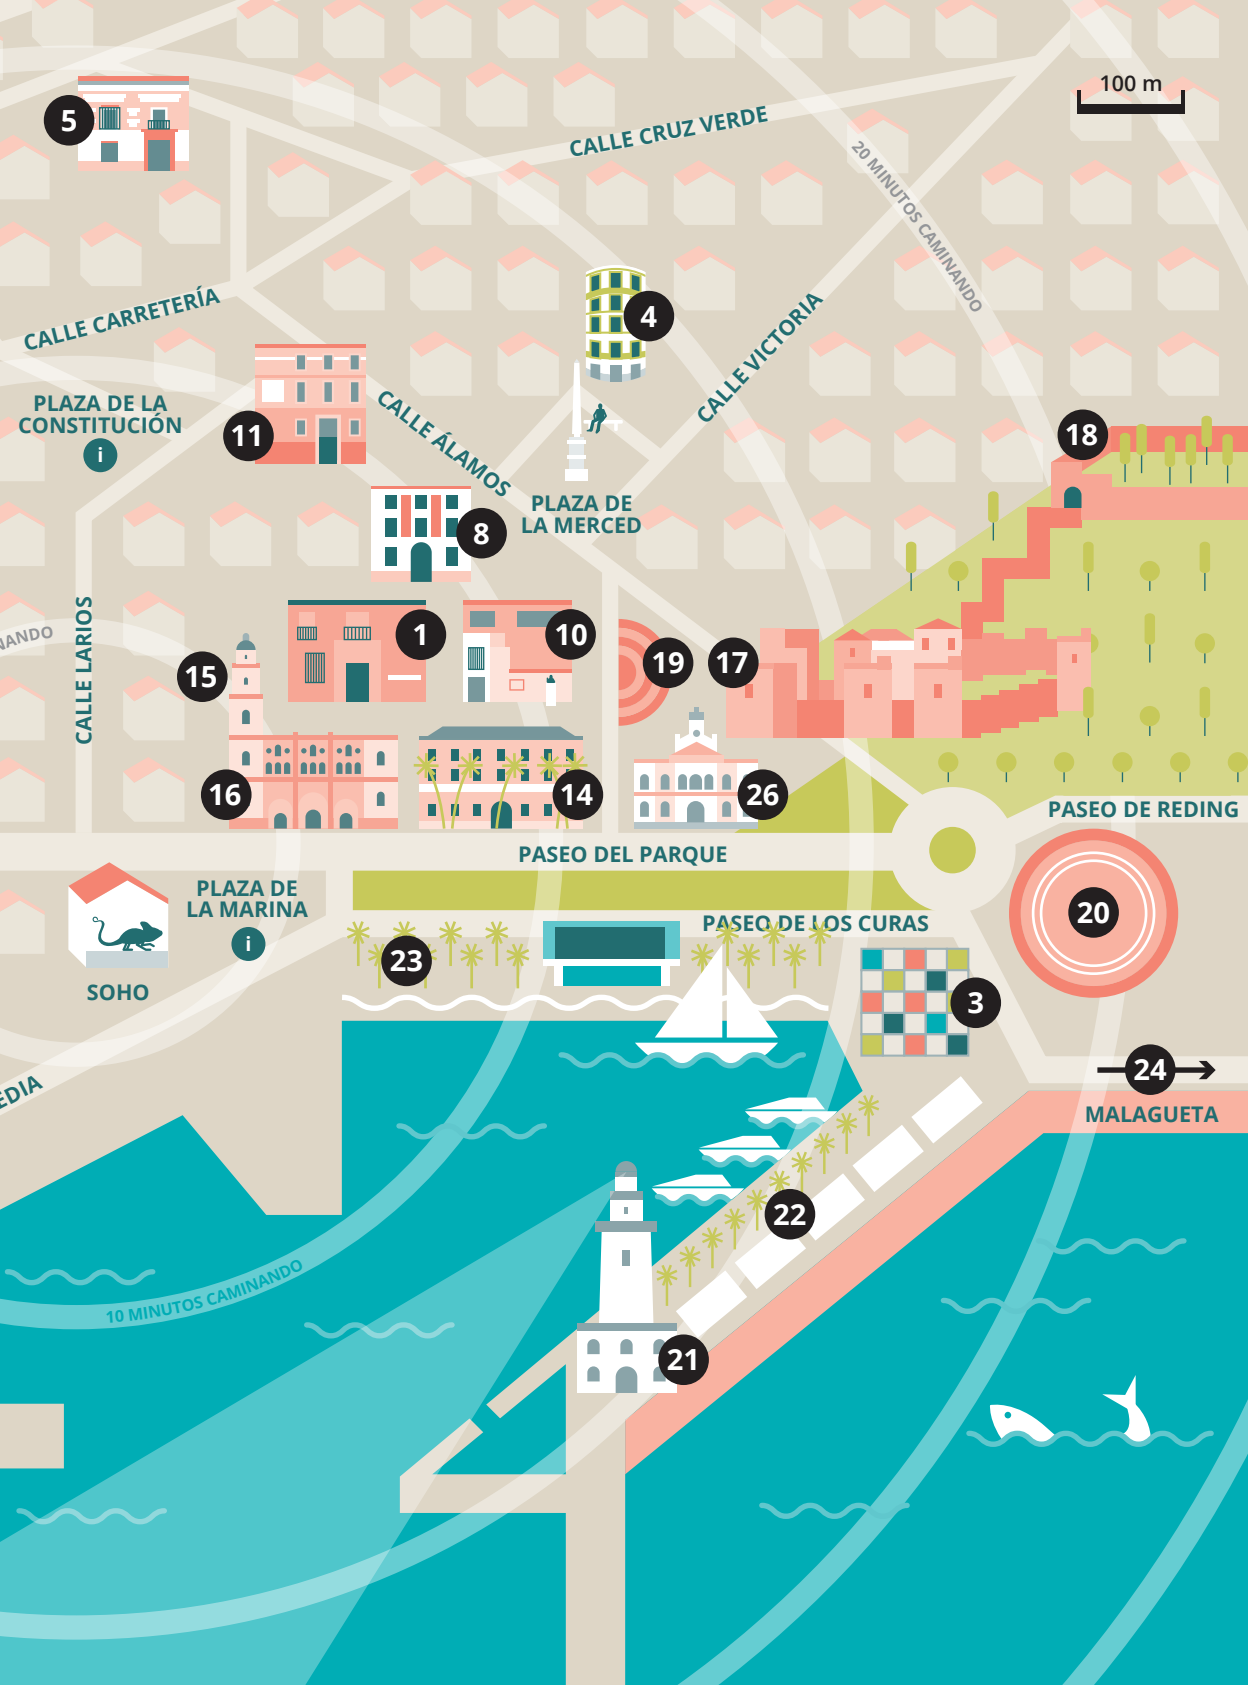 100 m
5
CALLE CRUZ VERDE
20 MINUTOS CAMINANDO
CALLE CARRETERÍA
4
CALLE VICTORIA
PLAZA DE LA
CONSTITUCIÓN
i
11
CALLE ÁLAMOS
18
PLAZA DE
LA MERCED
8
NANDO
CALLE LARIOS
1
10
15
19
17
16
14
26
PASEO DE REDING
PASEO DEL PARQUE
PLAZA DE
LA MARINA
i
20
PASEO DE LOS CURAS
23
SOHO
3
EDIA
24
MALAGUETA
22
10 MINUTOS CAMINANDO
21